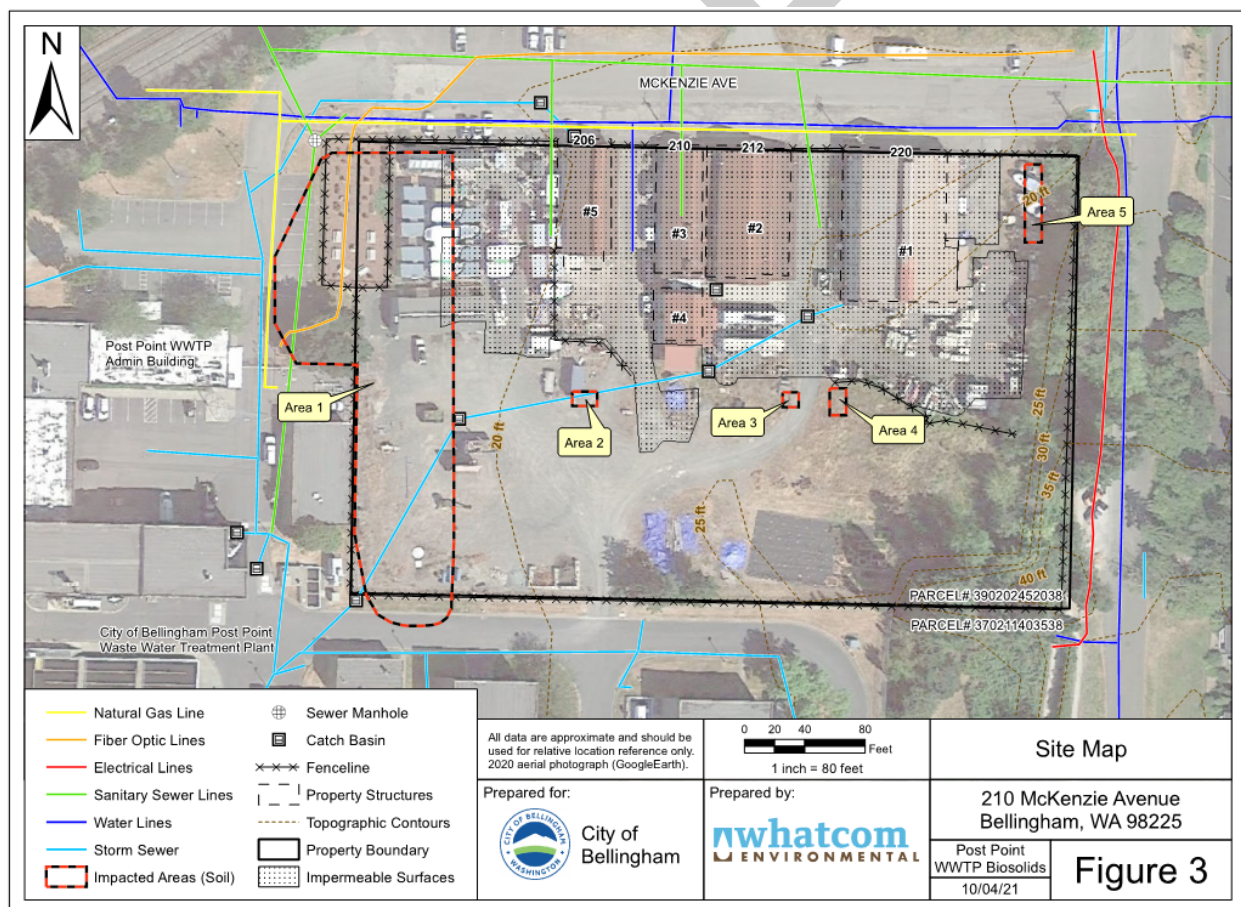 N
MCKENZIE AVE
206
210
212
220
20 ft
Area 5
#5
#3
#2
#1
#4
Post Point WWTP
Admin Building
Area 1
Area 2
Area 3
Area 4
20 ft
25 ft
25 ft
30 ft
35 ft
40 ft
PARCEL# 390202452038
PARCEL# 370211403538
City of Bellingham Post Point
Waste Water Treatment Plant
Natural Gas Line
Fiber Optic Lines
Electrical Lines
Sanitary Sewer Lines
Water Lines
Storm Sewer
Impacted Areas (Soil)
Sewer Manhole
Catch Basin
Fenceline
Property Structures
Topographic Contours
Property Boundary
Impermeable Surfaces
All data are approximate and should be
used for relative location reference only.
2020 aerial photograph (GoogleEarth).
0 20 40 80
Feet
1 inch = 80 feet
Prepared for:
CITY OF BELLINGHAM
WASHINGTON
City of
Bellingham
Prepared by:
whatcom
ENVIRONMENTAL
Site Map
210 McKenzie Avenue
Bellingham, WA 98225
Post Point
WWTP Biosolids
10/04/21
Figure 3